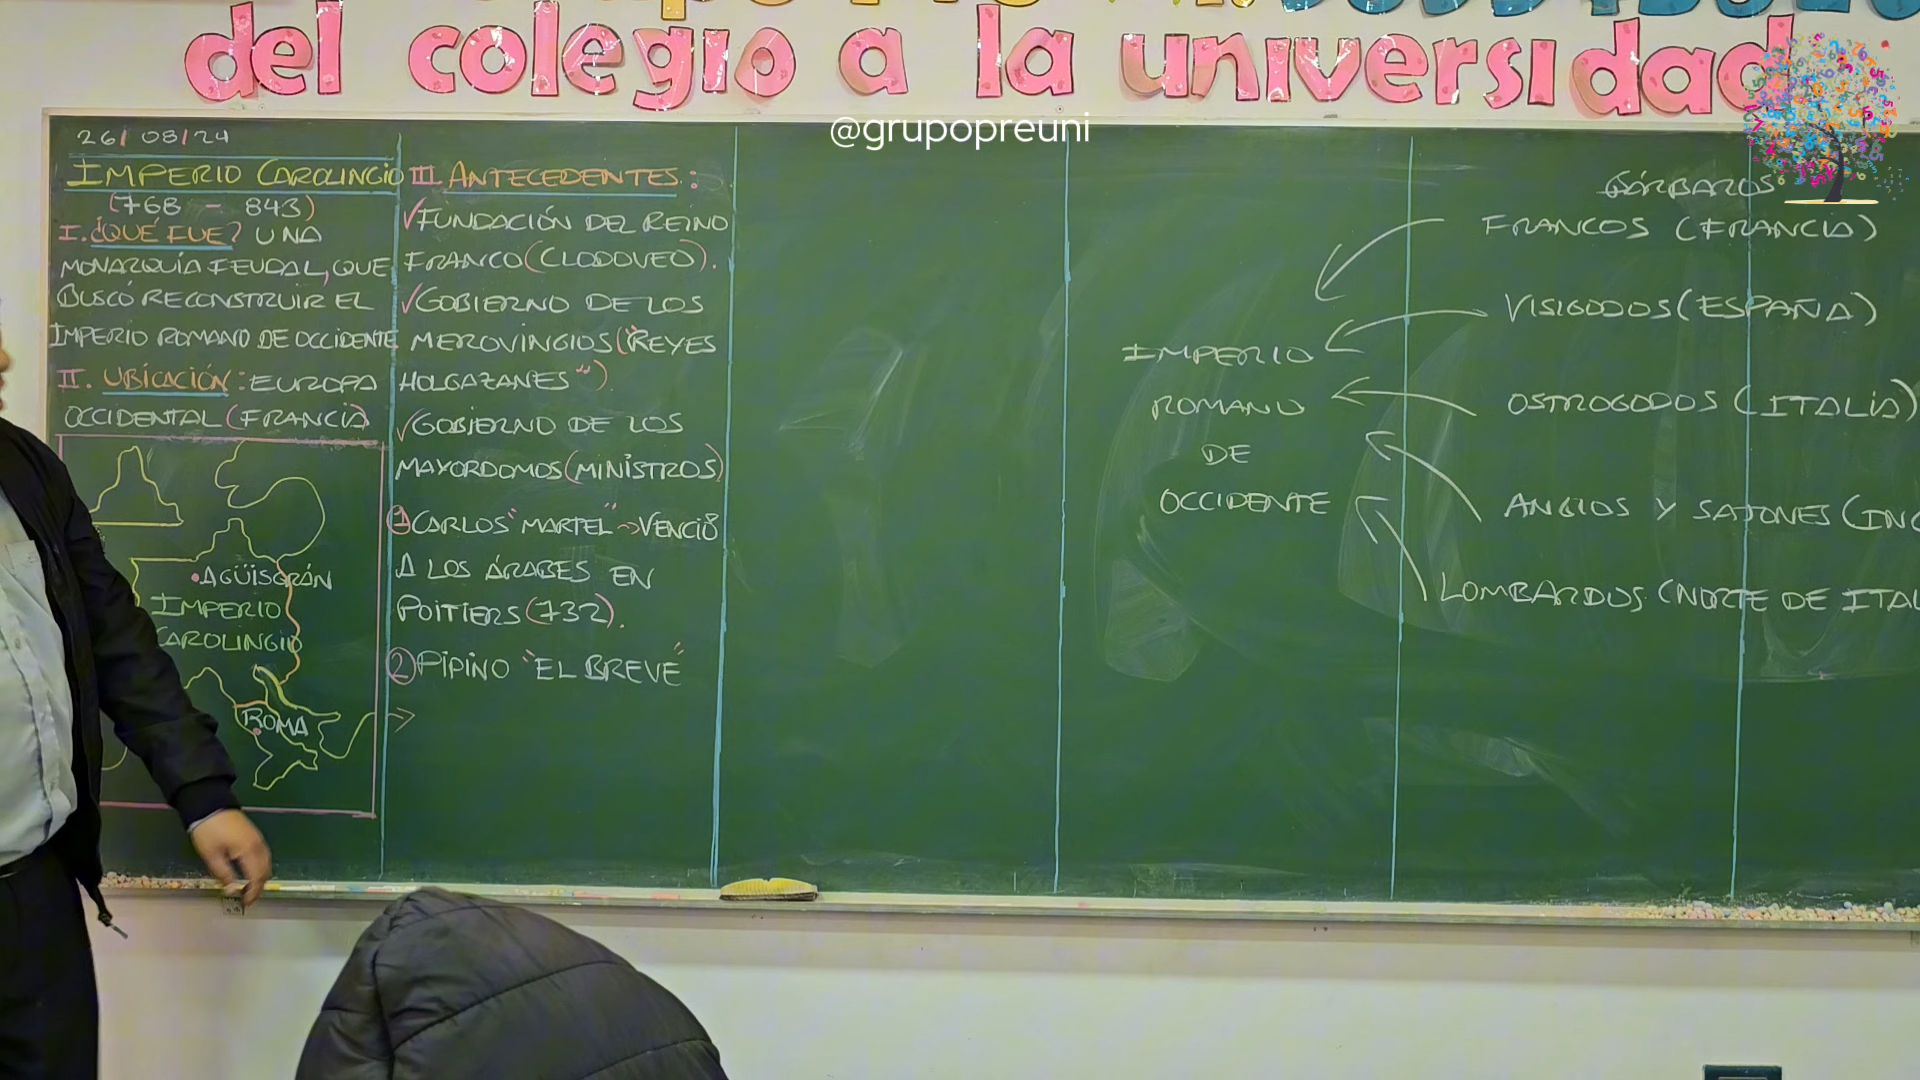 del colegio a la universidad
@grupopreuni
26/08/24
IMPERIO CAROLINGIO
(768 - 843)
I. ¿QUÉ FUE? UNA
MONARQUÍA FEUDAL, QUE
BUSCÓ RECONSTRUIR EL
IMPERIO ROMANO DE OCCIDENTE
II. UBICACIÓN: EUROPA
OCCIDENTAL (FRANCIA)
AQÜISGRÁN
IMPERIO
CAROLINGIO
ROMA
III. ANTECEDENTES:
✓FUNDACIÓN DEL REINO
FRANCO (CLODOVEO).
✓GOBIERNO DE LOS
MEROVINGIOS ("REYES
HOLGAZANES").
✓GOBIERNO DE LOS
MAYORDOMOS (MINISTROS)
① CARLOS "MARTEL" → VENCIÓ
A LOS ÁRABES EN
POITIERS (732).
② PIPINO "EL BREVE"
→
IMPERIO
ROMANO
DE
OCCIDENTE
BÁRBAROS
FRANCOS (FRANCIA)
VISIGODOS (ESPAÑA)
OSTROGODOS (ITALIA)
ANGLOS Y SAJONES (ING
LOMBARDOS (NORTE DE ITAL